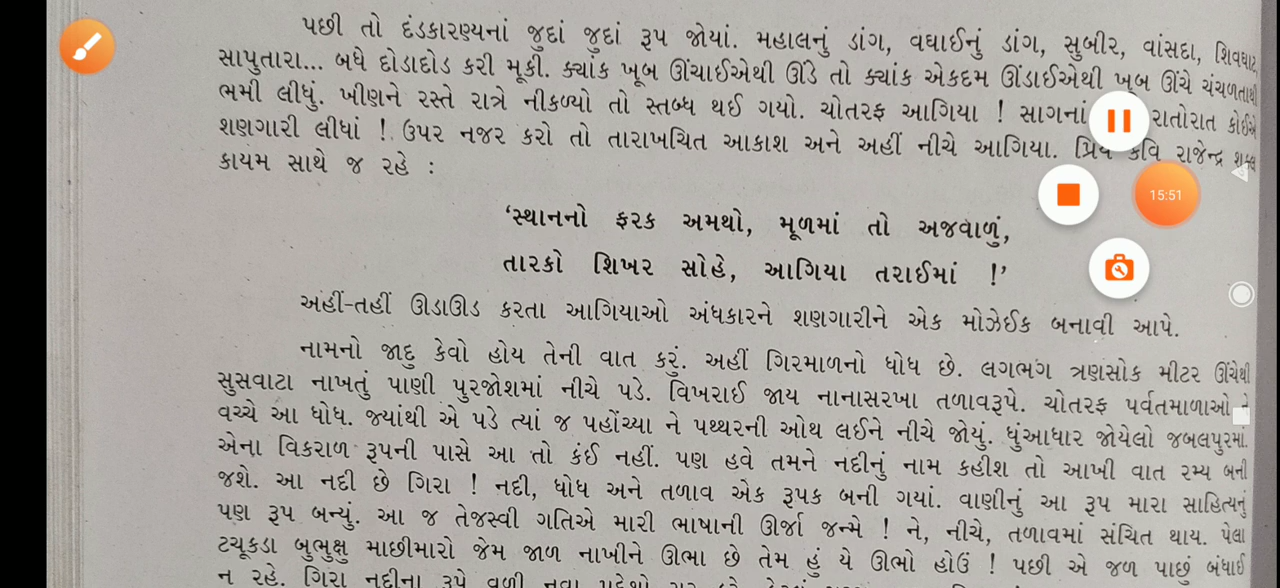 પછી તો દંડકારણ્યનાં જુદાં જુદાં રૂપ જોયાં. મહાલનું ડાંગ, વઘાઈનું ડાંગ, સુબીર, વાંસદા, શિવઘાટ,
સાપુતારા... બધે દોડાદોડ કરી મૂકી. ક્યાંક ખૂબ ઊંચાઈએથી ઊંડે તો ક્યાંક એકદમ ઊંડાઈએથી ખૂબ ઊંચે ચંચળતાથી
ભમી લીધું. ખીણને રસ્તે રાત્રે નીકળ્યો તો સ્તબ્ધ થઈ ગયો. ચોતરફ આગિયા ! સાગનાં રાતોરાત કોઈએ
શણગારી લીધાં ! ઉપર નજર કરો તો તારાખચિત આકાશ અને અહીં નીચે આગિયા. પ્રિય કવિ રાજેન્દ્ર શુક્લ
કાયમ સાથે જ રહે :
‘સ્થાનનો ફરક અમથો, મૂળમાં તો અજવાળું,
તારકો શિખર સોહે, આગિયા તરાઈમાં !’
અહીં-તહીં ઊડાઊડ કરતા આગિયાઓ અંધકારને શણગારીને એક મોઝેઈક બનાવી આપે.
નામનો જાદુ કેવો હોય તેની વાત કરું. અહીં ગિરમાળનો ધોધ છે. લગભગ ત્રણસોક મીટર ઊંચેથી
સુસવાટા નાખતું પાણી પુરજોશમાં નીચે પડે. વિખરાઈ જાય નાનાસરખા તળાવરૂપે. ચોતરફ પર્વતમાળાઓ ને
વચ્ચે આ ધોધ. જ્યાંથી એ પડે ત્યાં જ પહોંચ્યા ને પથ્થરની ઓથ લઈને નીચે જોયું. ધુંઆધાર જોયેલો જબલપુરમાં.
એના વિકરાળ રૂપની પાસે આ તો કંઈ નહીં. પણ હવે તમને નદીનું નામ કહીશ તો આખી વાત રમ્ય બની
જશે. આ નદી છે ગિરા ! નદી, ધોધ અને તળાવ એક રૂપક બની ગયાં. વાણીનું આ રૂપ મારા સાહિત્યનું
પણ રૂપ બન્યું. આ જ તેજસ્વી ગતિએ મારી ભાષાની ઊર્જા જન્મે ! ને, નીચે, તળાવમાં સંચિત થાય. પેલા
ટચૂકડા બુભુક્ષુ માછીમારો જેમ જાળ નાખીને ઊભા છે તેમ હું યે ઊભો હોઉં ! પછી એ જળ પાછું બંધાઈ
ન રહે. ગિરા નદીના રૂપે વળી નવા
15:51